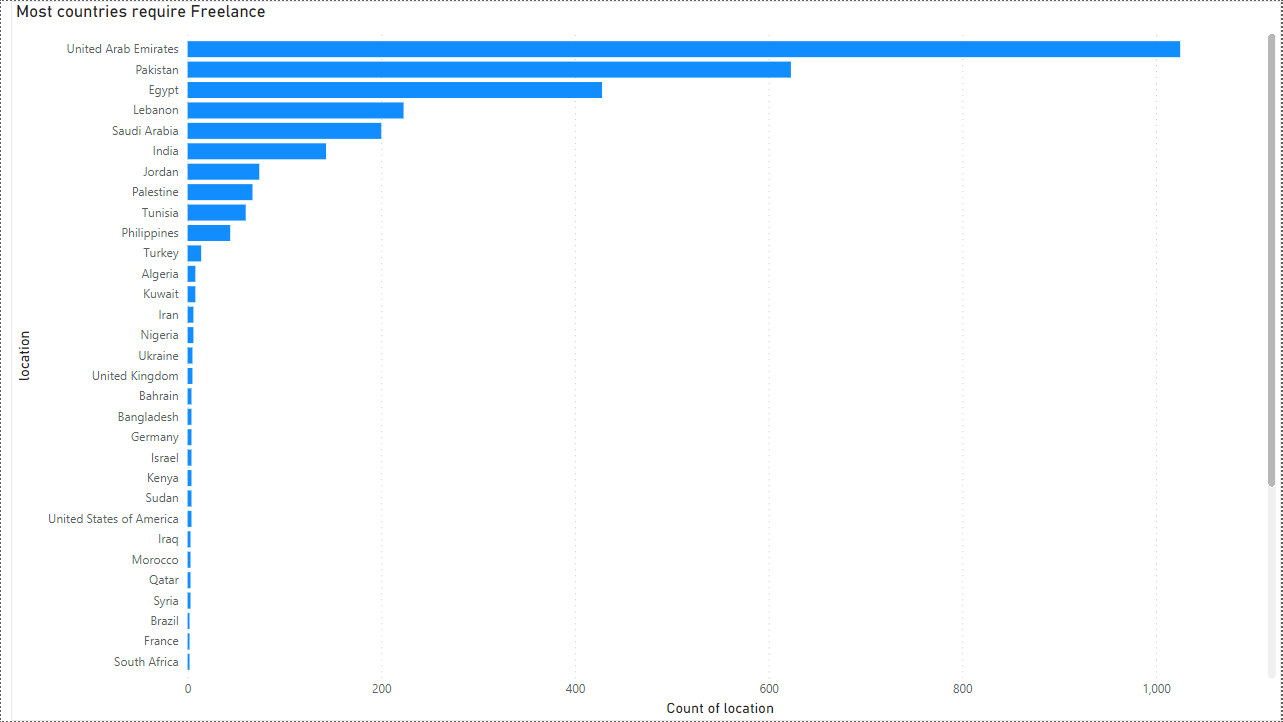 Most countries require Freelance
United Arab Emirates
Pakistan
Egypt
Lebanon
Saudi Arabia
India
Jordan
Palestine
Tunisia
Philippines
Turkey
Algeria
Kuwait
Iran
Nigeria
Ukraine
United Kingdom
Bahrain
Bangladesh
Germany
Israel
Kenya
Sudan
United States of America
Iraq
Morocco
Qatar
Syria
Brazil
France
South Africa
location
0 200 400 600 800 1,000
Count of location